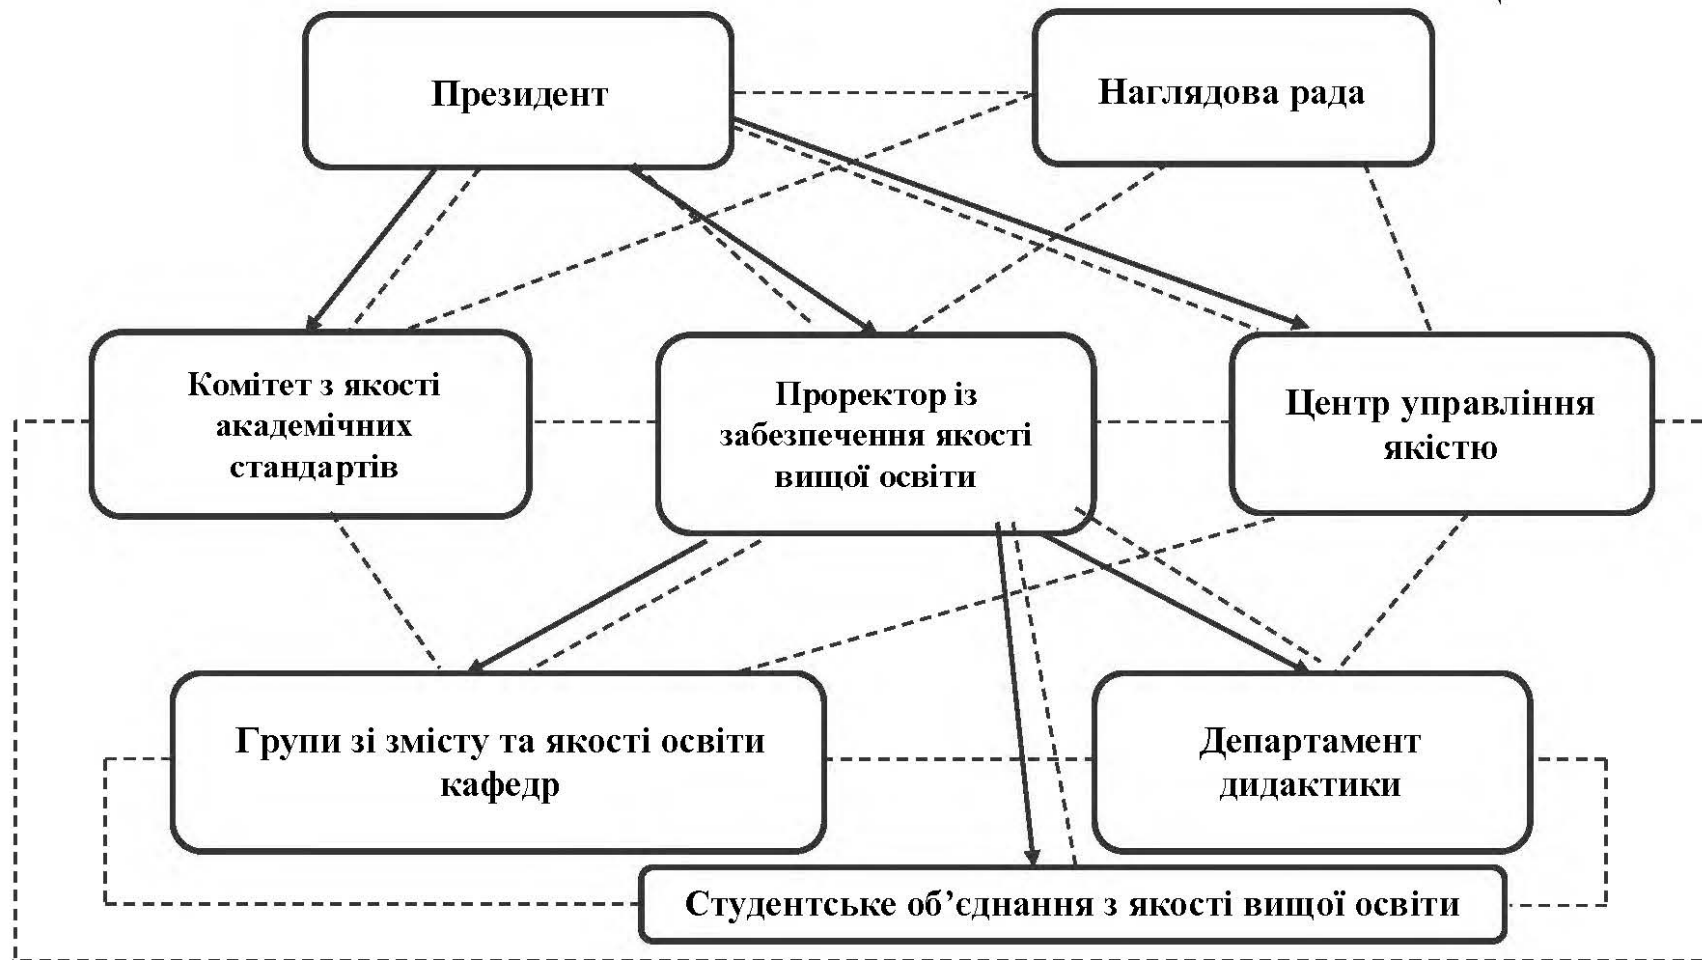 Президент
Наглядова рада
Комітет з якості
академічних
стандартів
Проректор із
забезпечення якості
вищої освіти
Центр управління
якістю
Групи зі змісту та якості освіти
кафедр
Департамент
дидактики
Студентське об’єднання з якості вищої освіти